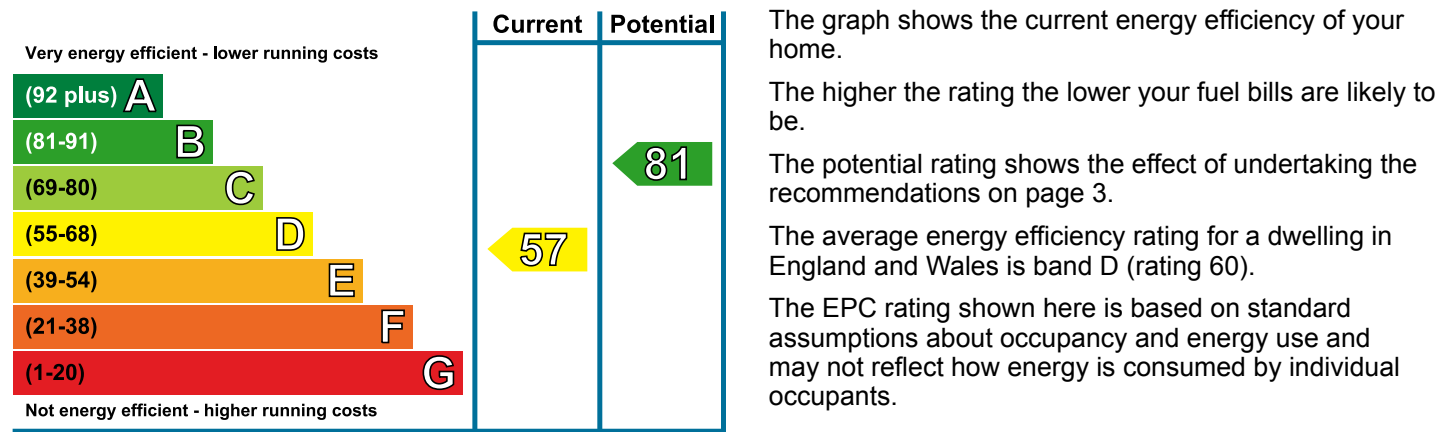 Current Potential
Very energy efficient - lower running costs
(92 plus) A
(81-91) B
(69-80) C
(55-68) D
(39-54) E
(21-38) F
(1-20) G
Not energy efficient - higher running costs
81
57
The graph shows the current energy efficiency of your
home.
The higher the rating the lower your fuel bills are likely to
be.
The potential rating shows the effect of undertaking the
recommendations on page 3.
The average energy efficiency rating for a dwelling in
England and Wales is band D (rating 60).
The EPC rating shown here is based on standard
assumptions about occupancy and energy use and
may not reflect how energy is consumed by individual
occupants.